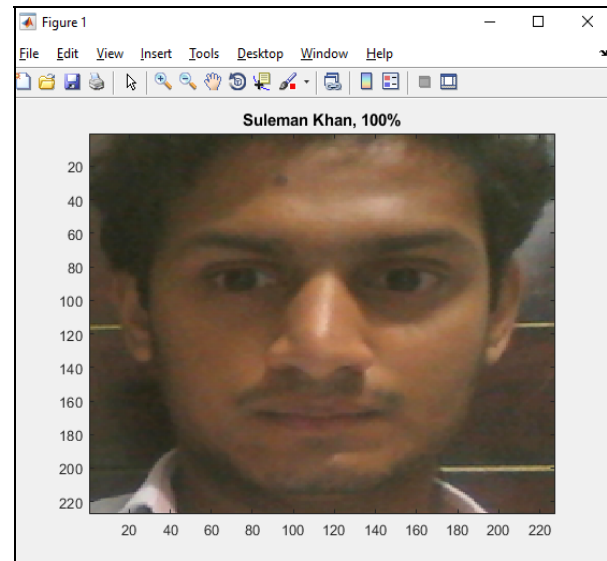 Figure 1
File Edit View Insert Tools Desktop Window Help
Suleman Khan, 100%
20
40
60
80
100
120
140
160
180
200
220
20 40 60 80 100 120 140 160 180 200 220